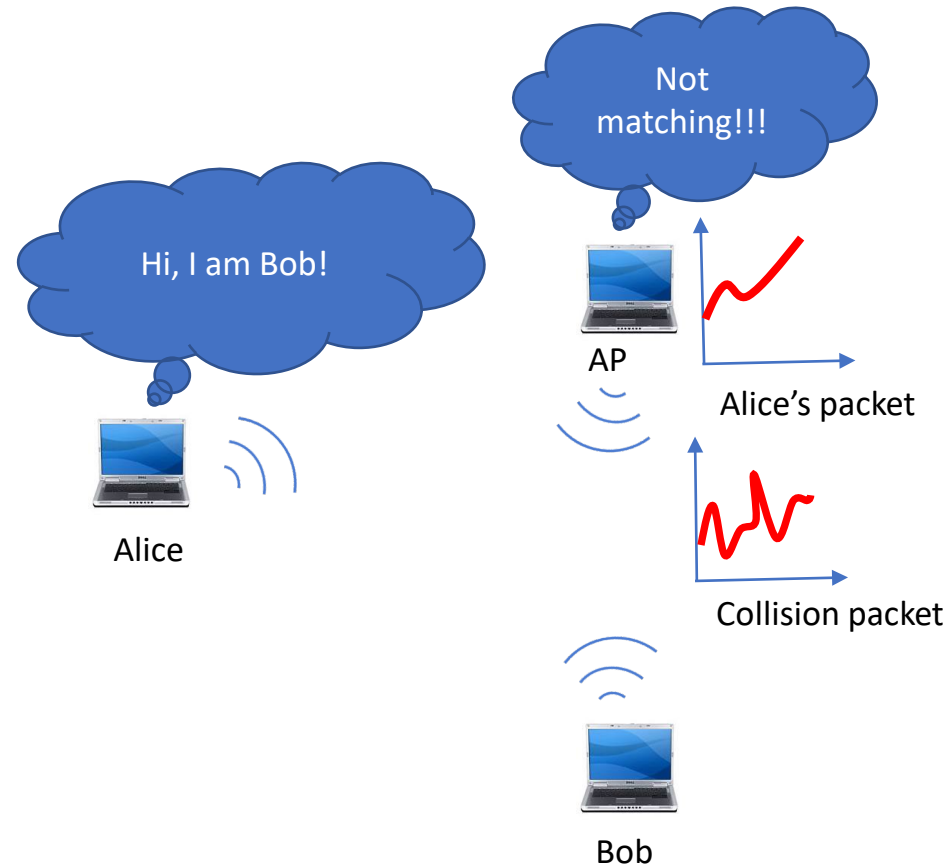 Not
matching!!!
Hi, I am Bob!
AP
Alice's packet
Alice
Collision packet
Bob